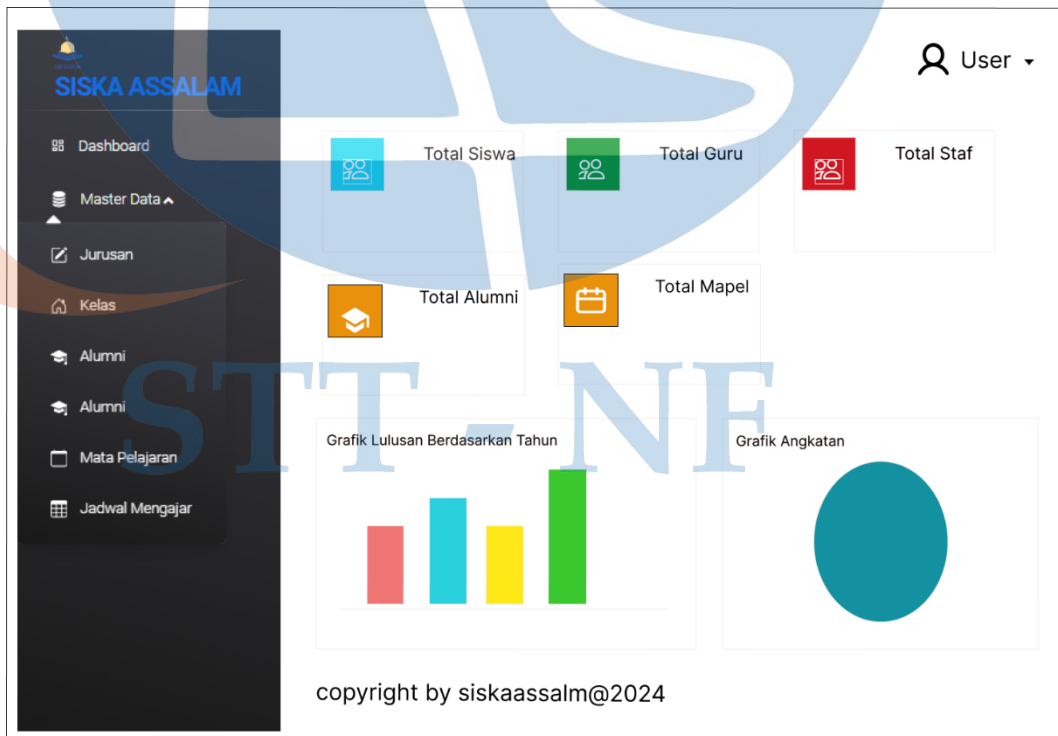 SISKA ASSALAM
User
Dashboard
Master Data
Jurusan
Kelas
Alumni
Alumni
Mata Pelajaran
Jadwal Mengajar
Total Siswa
Total Guru
Total Staf
Total Alumni
Total Mapel
STT - NF
Grafik Lulusan Berdasarkan Tahun
Grafik Angkatan
copyright by siskaassalm@2024